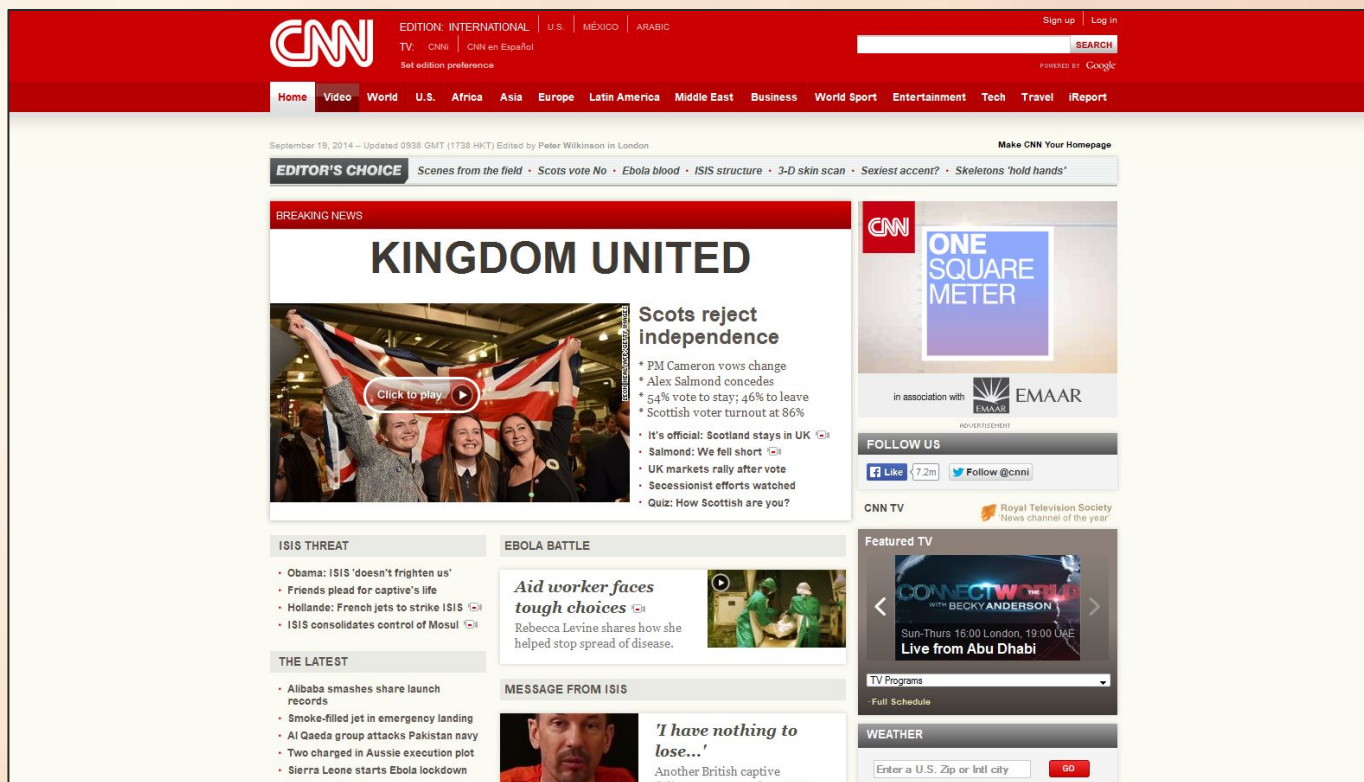 CNN
EDITION: INTERNATIONAL U.S. MÉXICO ARABIC
TV: CNNi CNN en Español
Set edition preference
Sign up Log in
SEARCH
POWERED BY Google
Home Video World U.S. Africa Asia Europe Latin America Middle East Business World Sport Entertainment Tech Travel iReport
September 19, 2014 -- Updated 0938 GMT (1738 HKT) Edited by Peter Wilkinson in London
Make CNN Your Homepage
EDITOR'S CHOICE Scenes from the field • Scots vote No • Ebola blood • ISIS structure • 3-D skin scan • Sexiest accent? • Skeletons 'hold hands'
BREAKING NEWS
KINGDOM UNITED
Click to play
Scots reject
independence
* PM Cameron vows change
* Alex Salmond concedes
* 54% vote to stay; 46% to leave
* Scottish voter turnout at 86%
• It's official: Scotland stays in UK
• Salmond: We fell short
• UK markets rally after vote
• Secessionist efforts watched
• Quiz: How Scottish are you?
ISIS THREAT
• Obama: ISIS 'doesn't frighten us'
• Friends plead for captive's life
• Hollande: French jets to strike ISIS
• ISIS consolidates control of Mosul
THE LATEST
• Alibaba smashes share launch
records
• Smoke-filled jet in emergency landing
• Al Qaeda group attacks Pakistan navy
• Two charged in Aussie execution plot
• Sierra Leone starts Ebola lockdown
EBOLA BATTLE
Aid worker faces
tough choices
Rebecca Levine shares how she
helped stop spread of disease.
MESSAGE FROM ISIS
'I have nothing to
lose...'
Another British captive
CNN
ONE
SQUARE
METER
in association with EMAAR EMAAR
ADVERTISEMENT
FOLLOW US
Like 7.2m Follow @cnni
CNN TV
Royal Television Society
'News channel of the year'
Featured TV
CONNECT THE WORLD
WITH BECKY ANDERSON
Sun-Thurs 16:00 London, 19:00 UAE
Live from Abu Dhabi
TV Programs
Full Schedule
WEATHER
Enter a U.S. Zip or Intl city GO